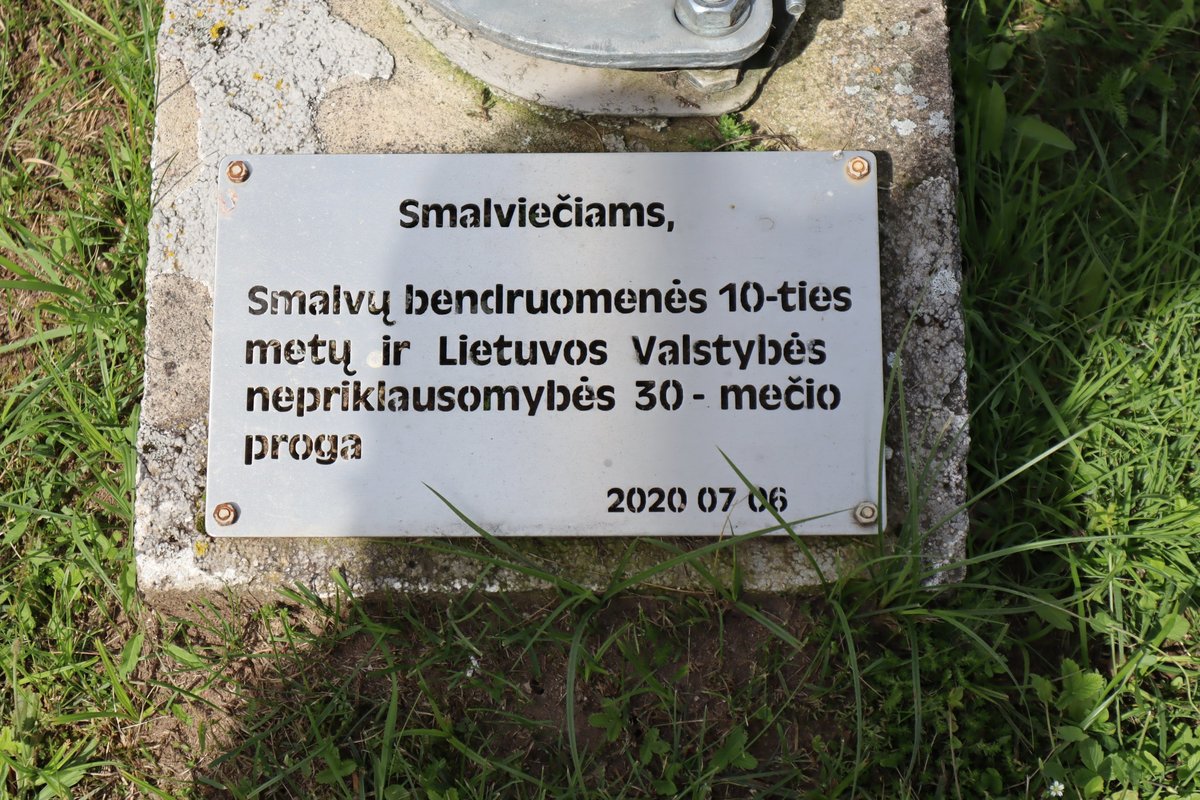 Smalviečiams,
Smalvų bendruomenės 10-ties
metų ir Lietuvos Valstybės
nepriklausomybės 30 - mečio
proga
2020 07 06